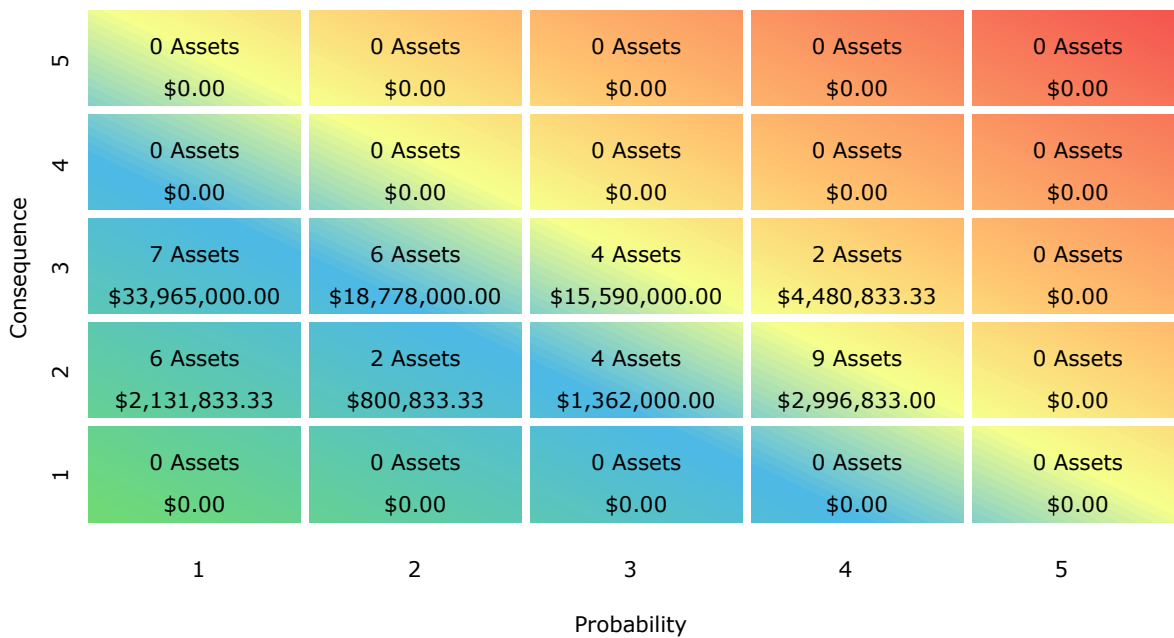 5
0 Assets 0 Assets 0 Assets 0 Assets 0 Assets
$0.00 $0.00 $0.00 $0.00 $0.00
4
0 Assets 0 Assets 0 Assets 0 Assets 0 Assets
$0.00 $0.00 $0.00 $0.00 $0.00
Consequence
3
7 Assets 6 Assets 4 Assets 2 Assets 0 Assets
$33,965,000.00 $18,778,000.00 $15,590,000.00 $4,480,833.33 $0.00
2
6 Assets 2 Assets 4 Assets 9 Assets 0 Assets
$2,131,833.33 $800,833.33 $1,362,000.00 $2,996,833.00 $0.00
1
0 Assets 0 Assets 0 Assets 0 Assets 0 Assets
$0.00 $0.00 $0.00 $0.00 $0.00
1 2 3 4 5
Probability